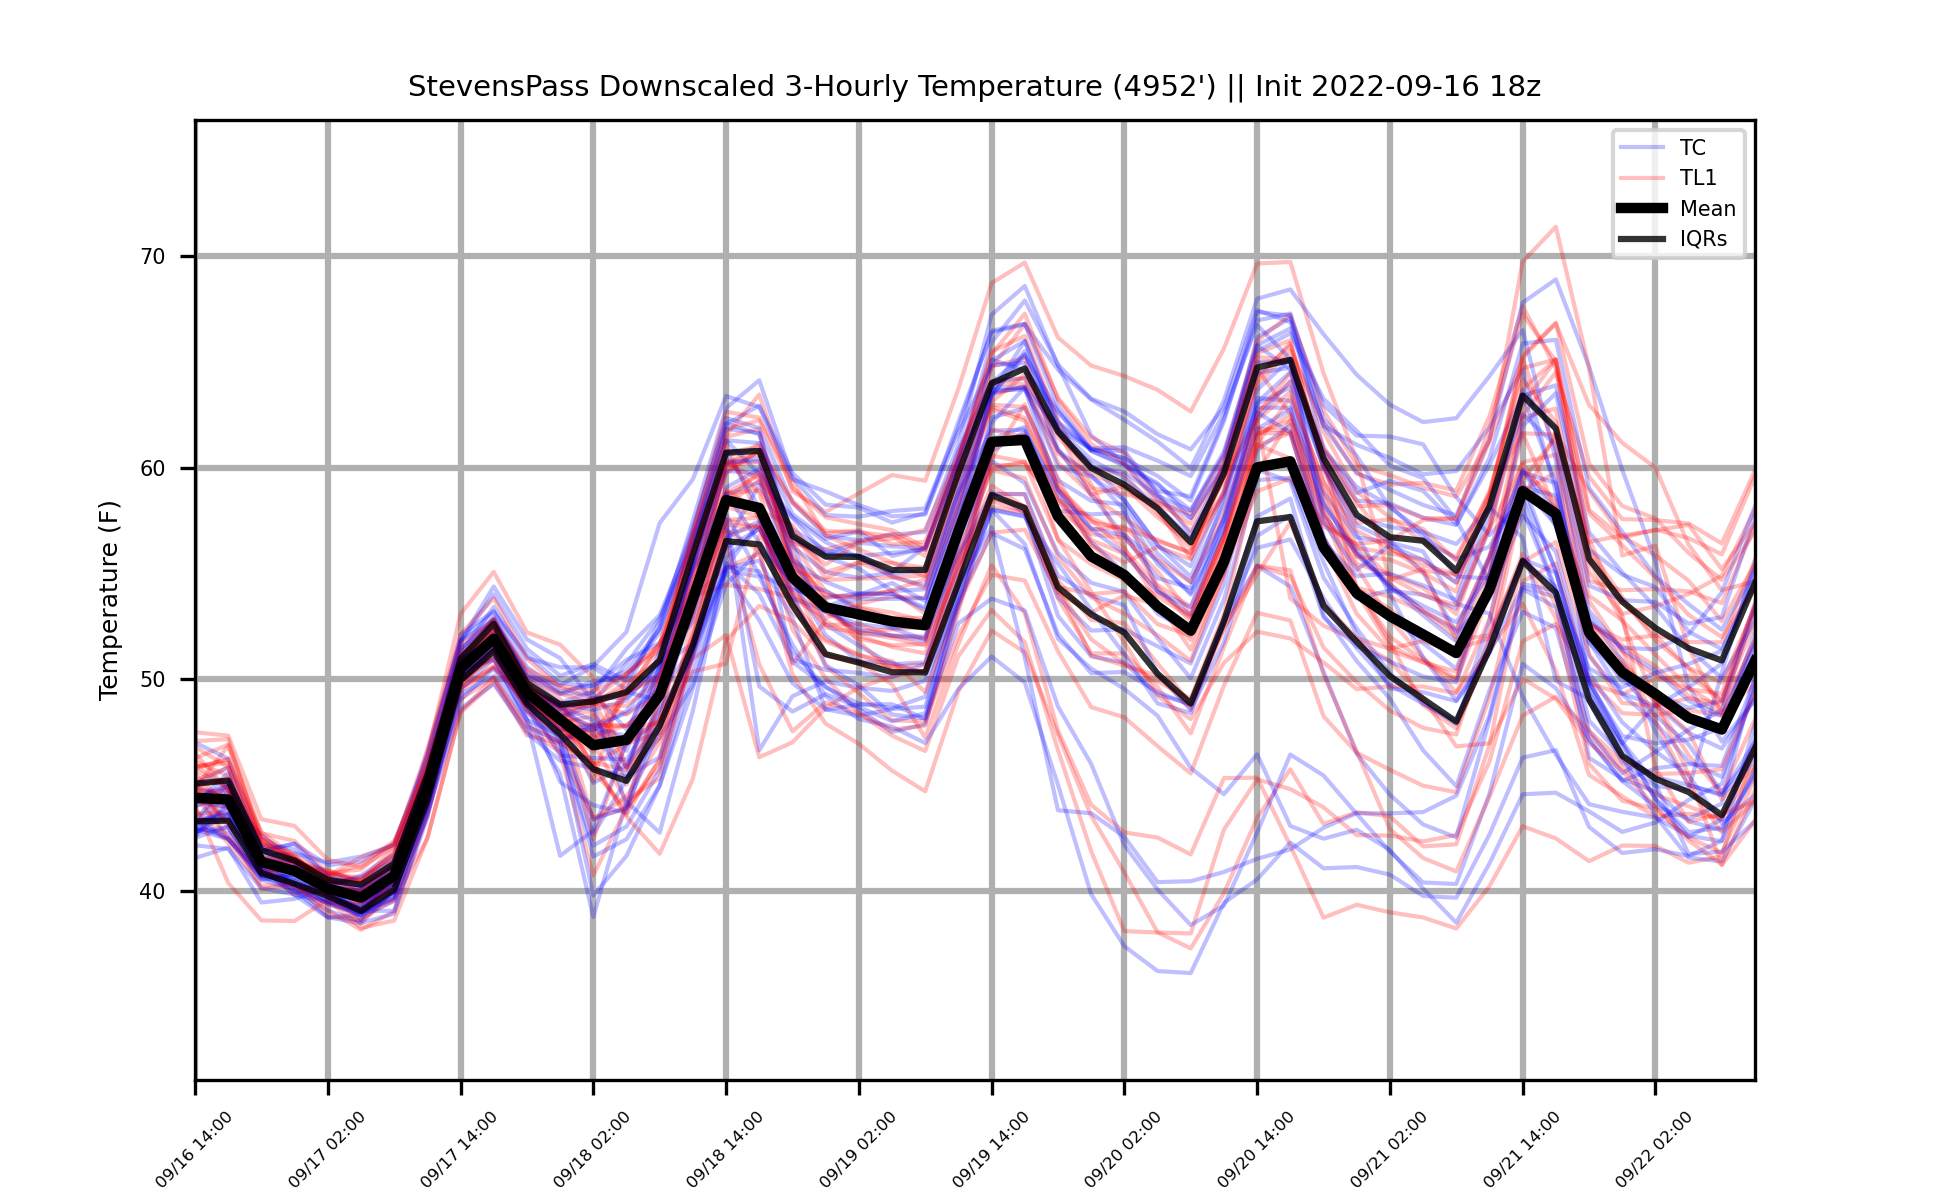 StevensPass Downscaled 3-Hourly Temperature (4952') || Init 2022-09-16 18z
TC
TL1
Mean
IQRs
Temperature (F)
70
60
50
40
09/16 14:00
09/17 02:00
09/17 14:00
09/18 02:00
09/18 14:00
09/19 02:00
09/19 14:00
09/20 02:00
09/20 14:00
09/21 02:00
09/21 14:00
09/22 02:00